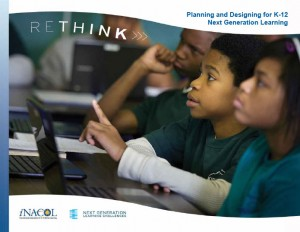 RETHINK >>>
Planning and Designing for K-12
Next Generation Learning
iNACOL
NEXT GENERATION
LEARNING CHALLENGES